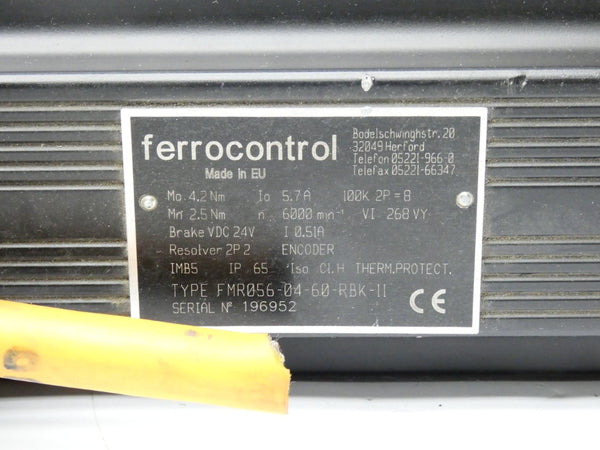 ferrocontrol
Made in EU
Bodelschwinghstr. 20
32049 Herford
Telefon 05221-966-0
Telefax 05221-66347
Mo 4.2 Nm Io 5.7 A 100K 2P = 8
Mn 2.5 Nm n 6000 min⁻¹ VI 268 VY
Brake VDC 24V I 0.51A
Resolver 2P 2 ENCODER
IMB5 IP 65 Iso Cl. H THERM.PROTECT.
TYPE FMR056-04-60-RBK-II CE
SERIAL Nº 196952